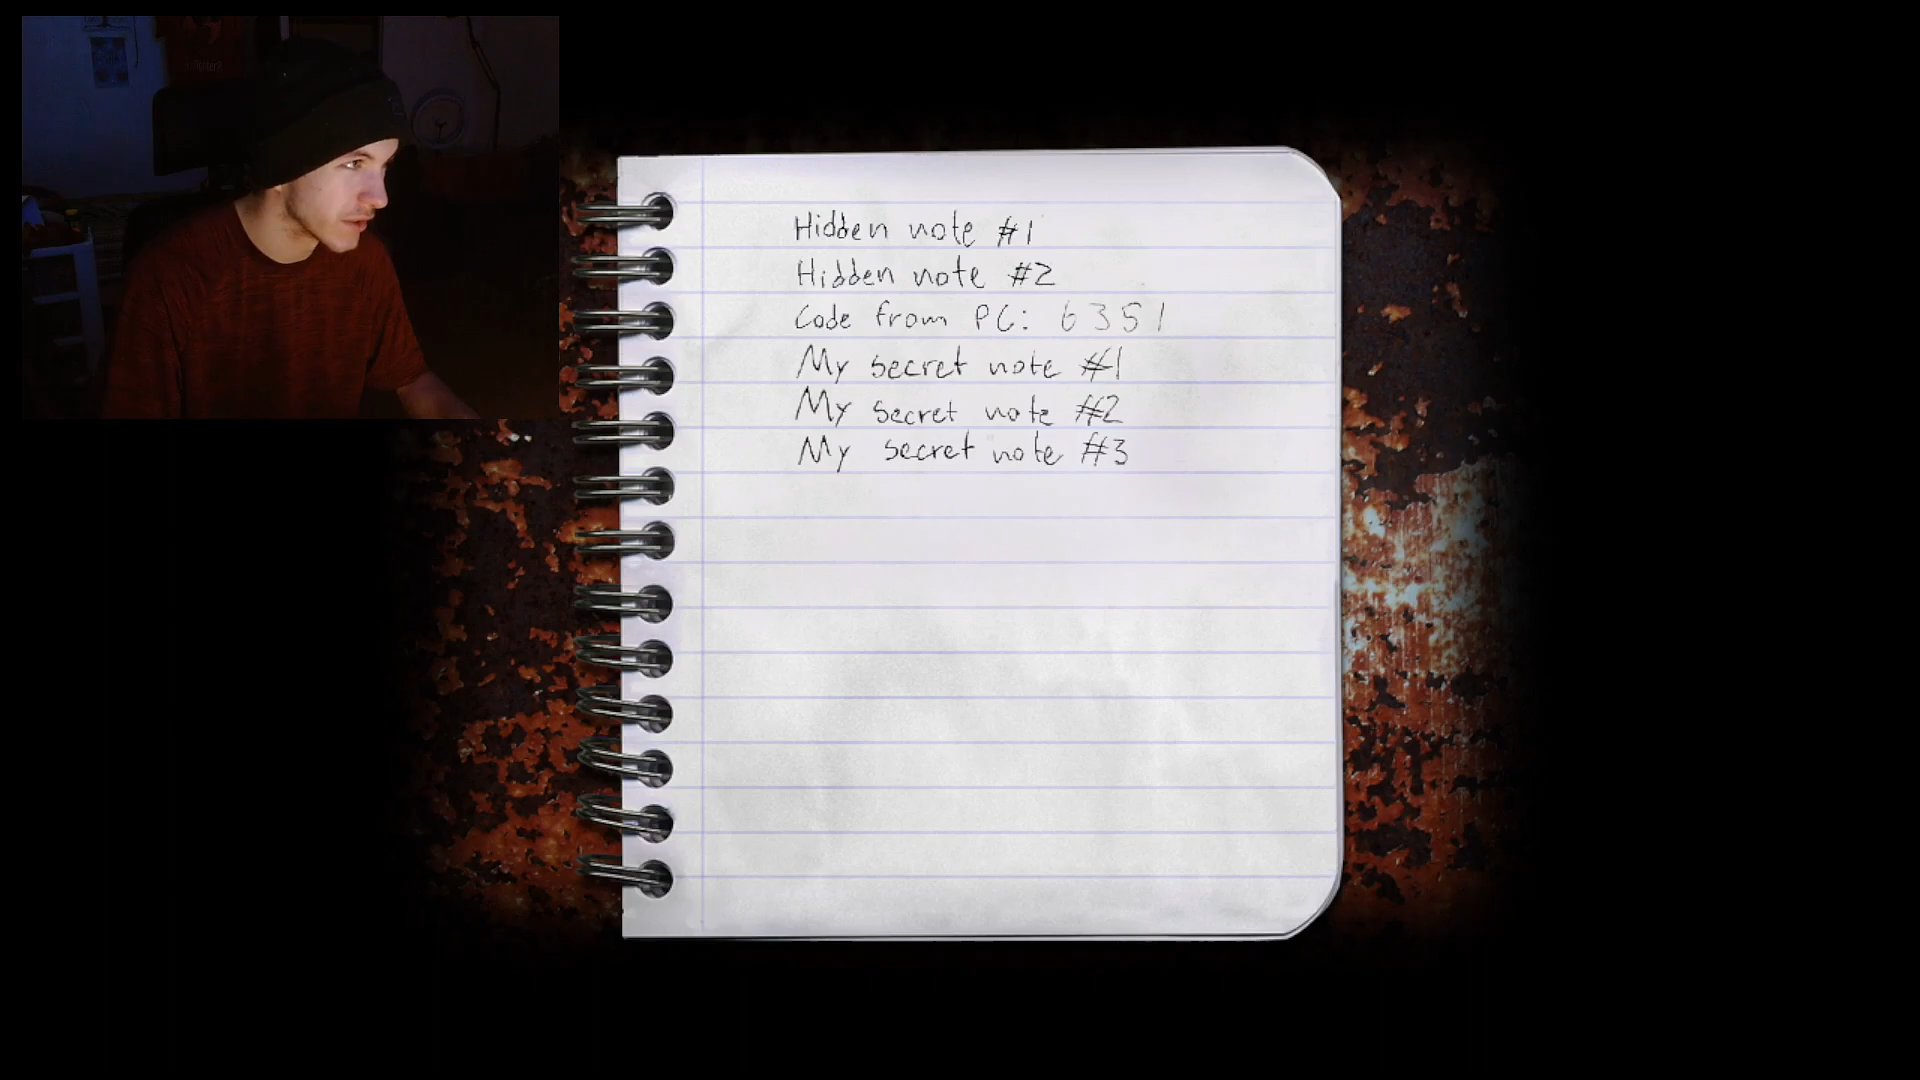 Hidden note #1
Hidden note #2
Code from PC: 6351
My secret note #1
My secret note #2
My secret note #3